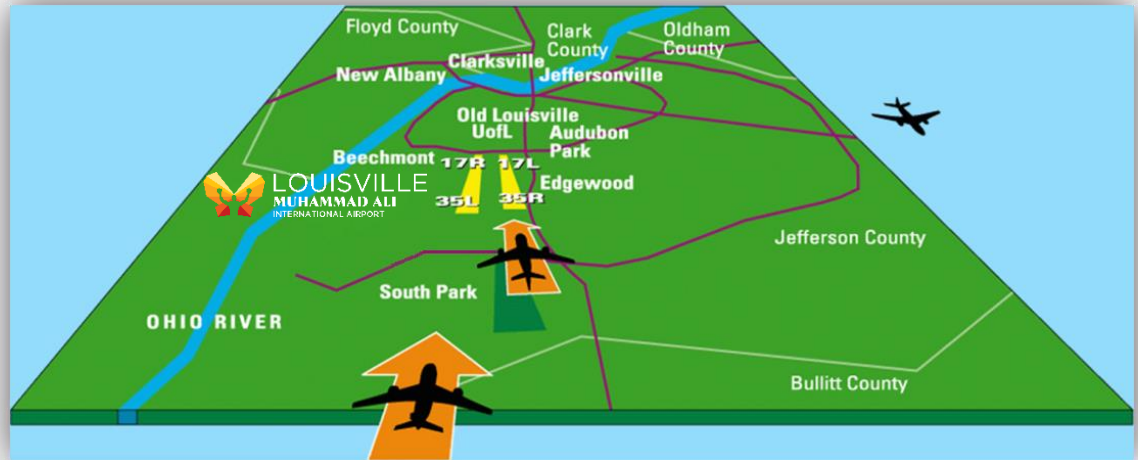 Floyd County
Clark
County
Oldham
County
Clarksville
New Albany
Jeffersonville
Old Louisville
UofL
Audubon
Park
Beechmont
17R
17L
LOUISVILLE
MUHAMMAD ALI
INTERNATIONAL AIRPORT
Edgewood
35L
35R
Jefferson County
South Park
OHIO RIVER
Bullitt County